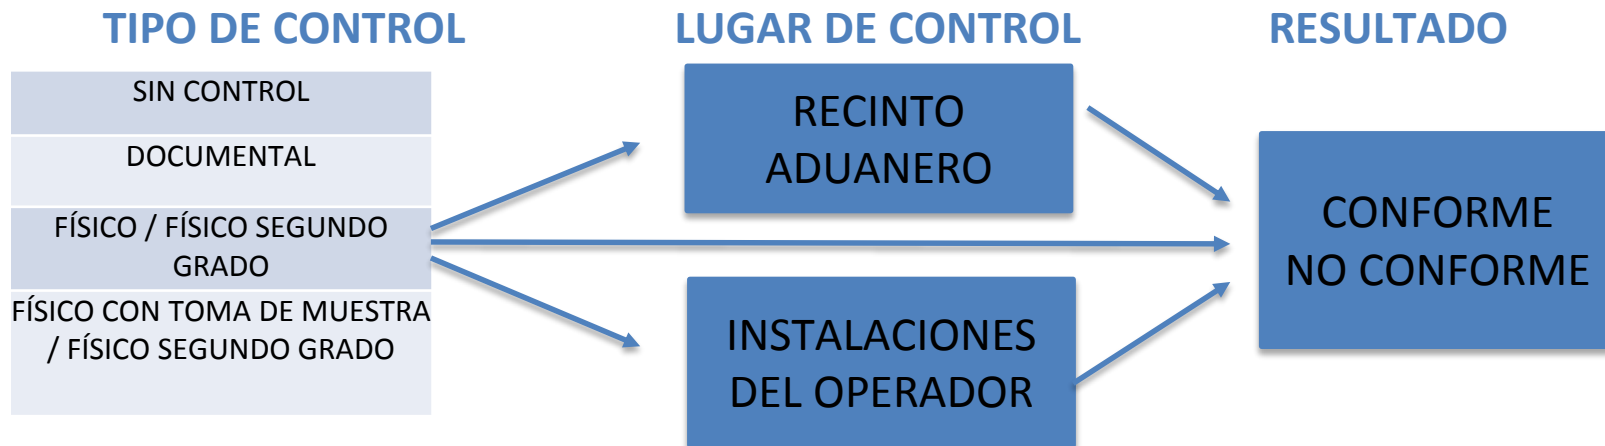 TIPO DE CONTROL
SIN CONTROL
DOCUMENTAL
FÍSICO / FÍSICO SEGUNDO
GRADO
FÍSICO CON TOMA DE MUESTRA
/ FÍSICO SEGUNDO GRADO
LUGAR DE CONTROL
RECINTO
ADUANERO
INSTALACIONES
DEL OPERADOR
RESULTADO
CONFORME
NO CONFORME